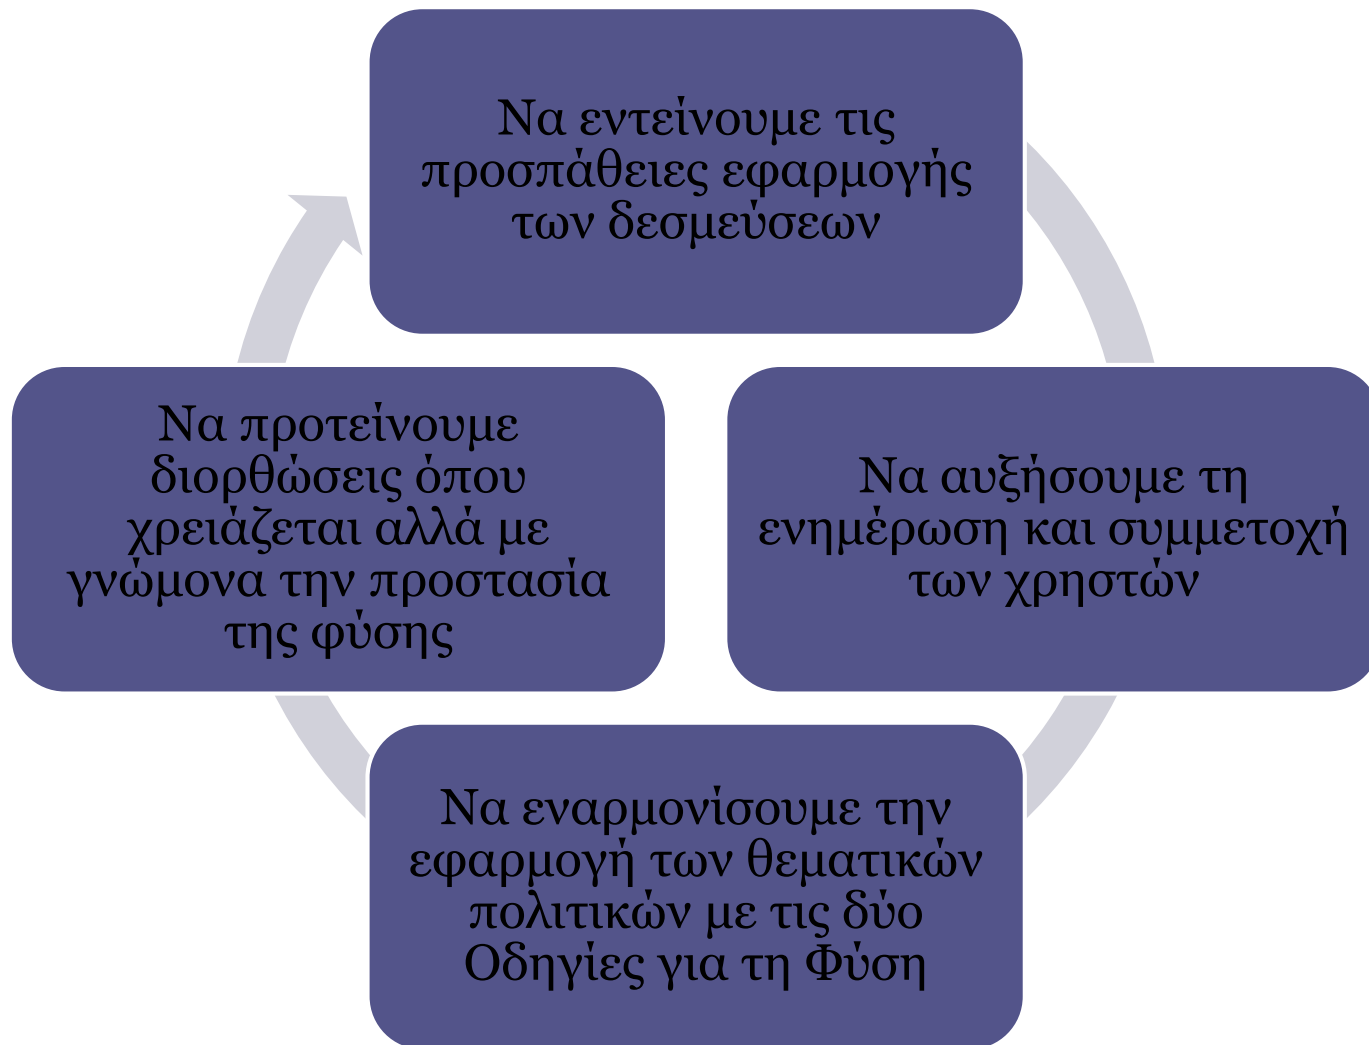 Να εντείνουμε τις
προσπάθειες εφαρμογής
των δεσμεύσεων
Να αυξήσουμε τη
ενημέρωση και συμμετοχή
των χρηστών
Να εναρμονίσουμε την
εφαρμογή των θεματικών
πολιτικών με τις δύο
Οδηγίες για τη Φύση
Να προτείνουμε
διορθώσεις όπου
χρειάζεται αλλά με
γνώμονα την προστασία
της φύσης